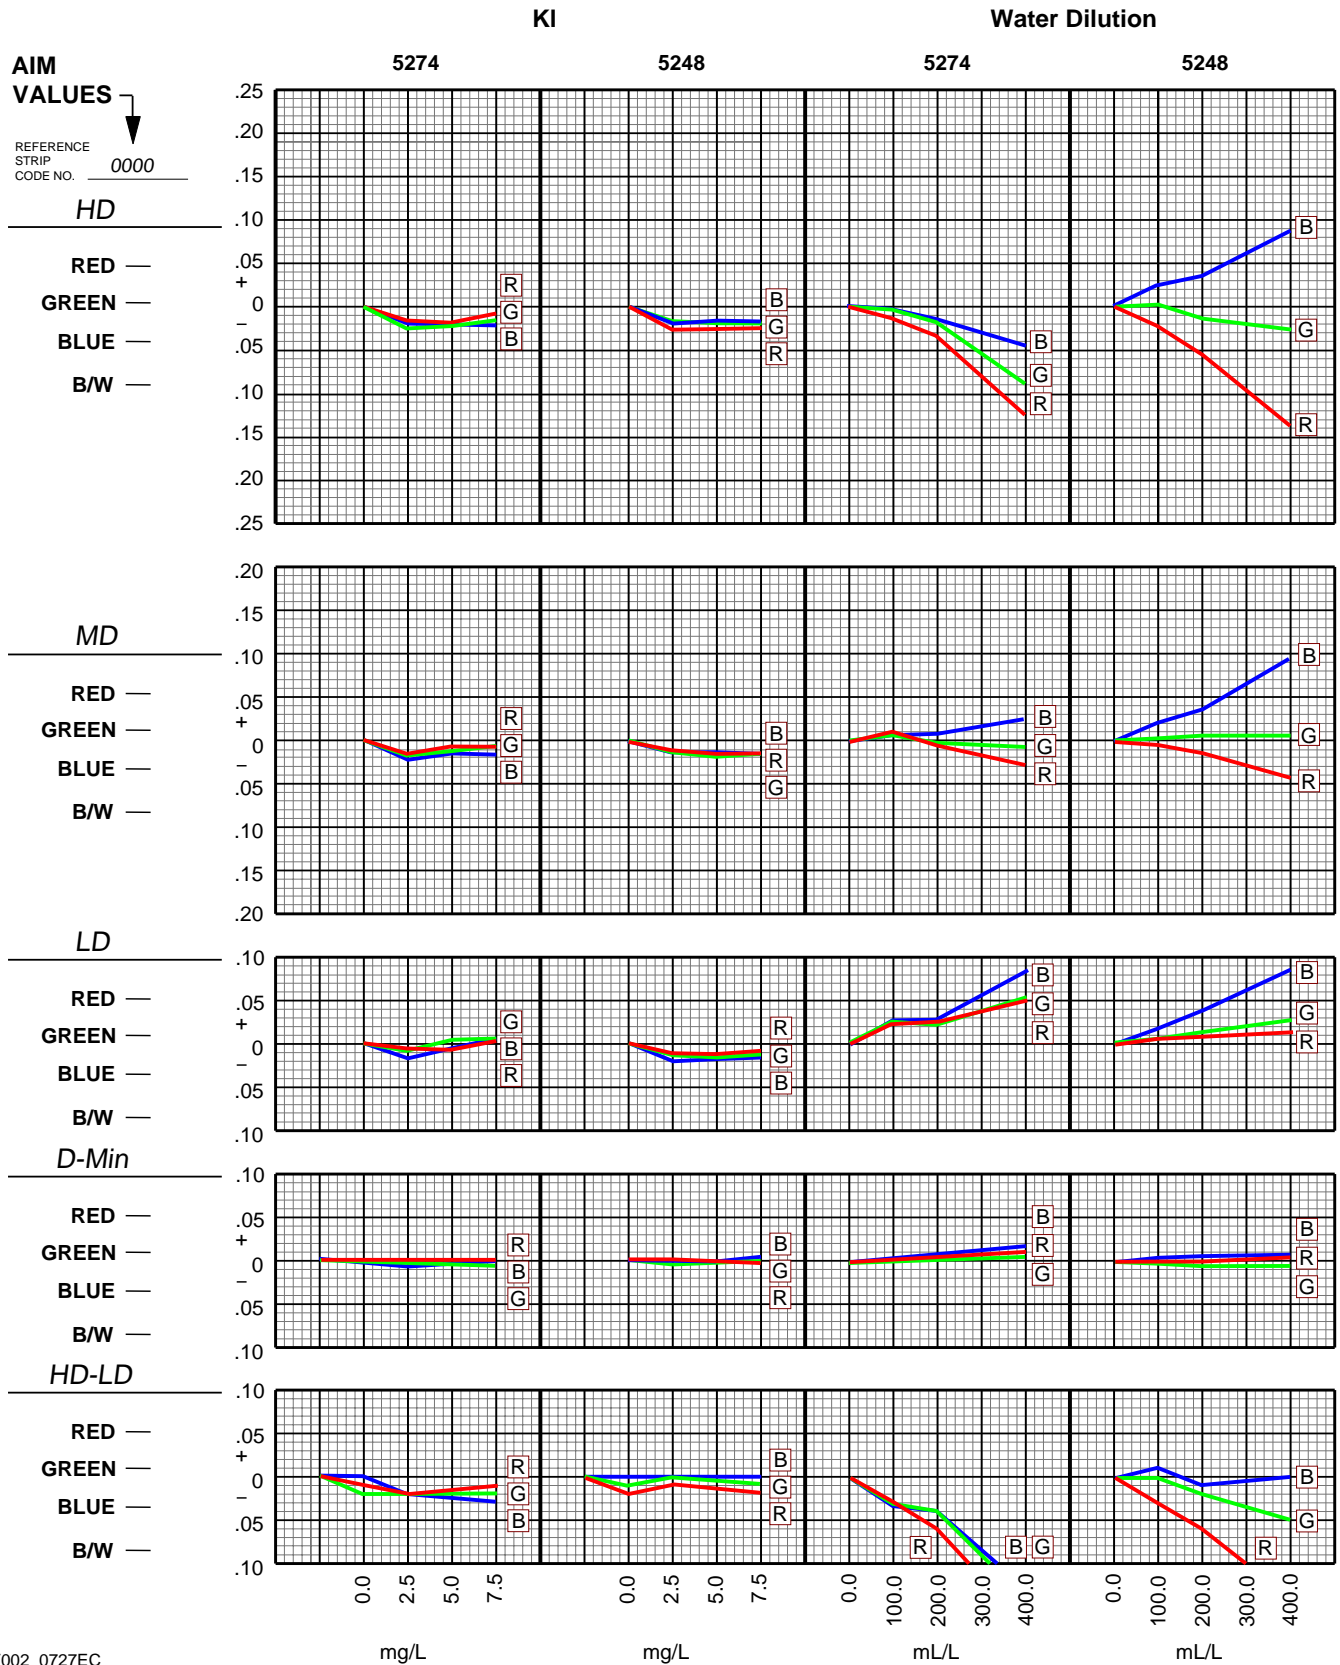 KI Water Dilution
AIM
VALUES
5274 5248 5274 5248
REFERENCE
STRIP
CODE NO. 0000
HD
RED
GREEN
BLUE
B/W
.25
.20
.15
.10
.05
+
0
–
.05
.10
.15
.20
.25
R
G
B
B
G
R
B
G
R
B
G
R
MD
RED
GREEN
BLUE
B/W
.20
.15
.10
.05
+
0
–
.05
.10
.15
.20
R
G
B
B
R
G
B
G
R
B
G
R
LD
RED
GREEN
BLUE
B/W
.10
.05
+
0
–
.05
.10
G
B
R
R
G
B
B
G
R
B
G
R
D-Min
RED
GREEN
BLUE
B/W
.10
.05
+
0
–
.05
.10
R
B
G
B
G
R
B
R
G
B
R
G
HD-LD
RED
GREEN
BLUE
B/W
.10
.05
+
0
–
.05
.10
R
G
B
B
G
R
R B G
B
G
R
0.0 2.5 5.0 7.5 0.0 2.5 5.0 7.5 0.0 100.0 200.0 300.0 400.0 0.0 100.0 200.0 300.0 400.0
mg/L mg/L mL/L mL/L
002_0727EC